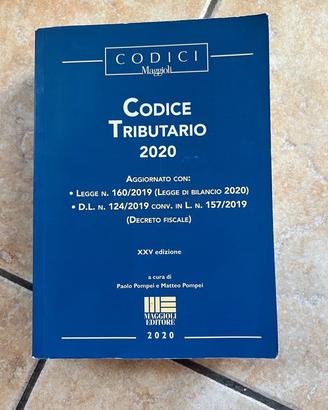 CODICI
Maggioli
CODICE
TRIBUTARIO
2020
AGGIORNATO CON:
• LEGGE N. 160/2019 (LEGGE DI BILANCIO 2020)
• D.L. N. 124/2019 CONV. IN L. N. 157/2019
(DECRETO FISCALE)
XXV edizione
a cura di
Paolo Pompei e Matteo Pompei
MAGGIOLI
EDITORE
2020